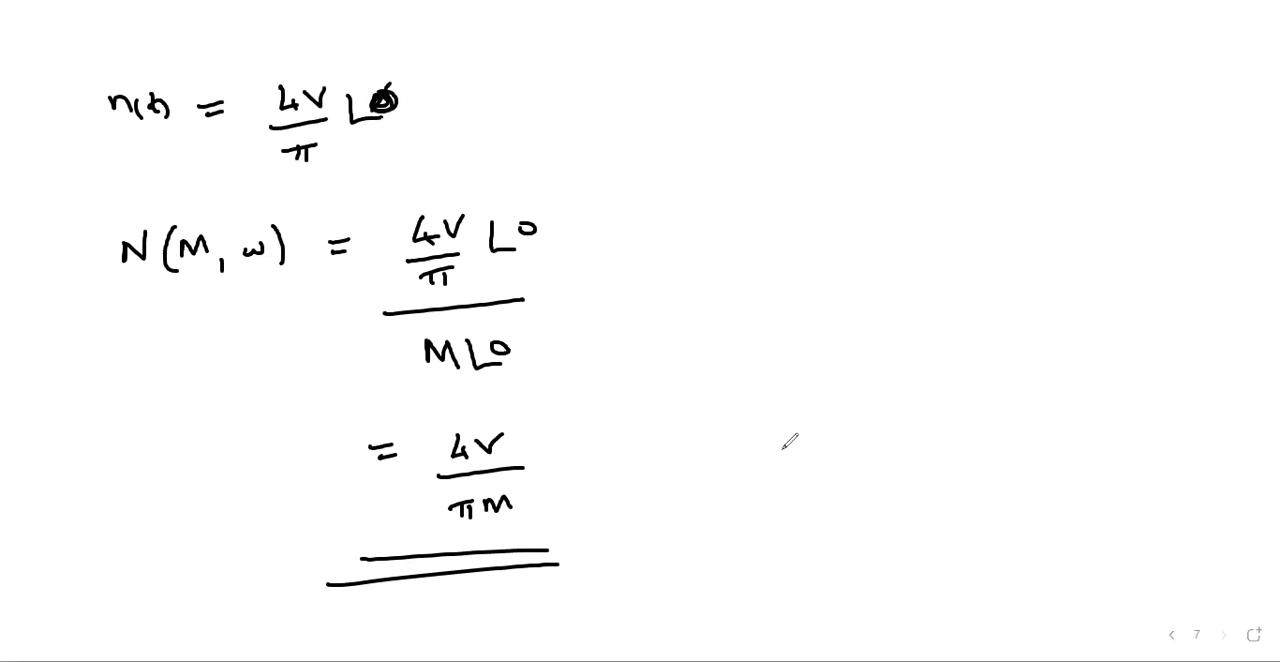 n(t) = 4V/π L0
N(M, ω) = 4V/π L0 / M L0
= 4V/πM
< 7 >